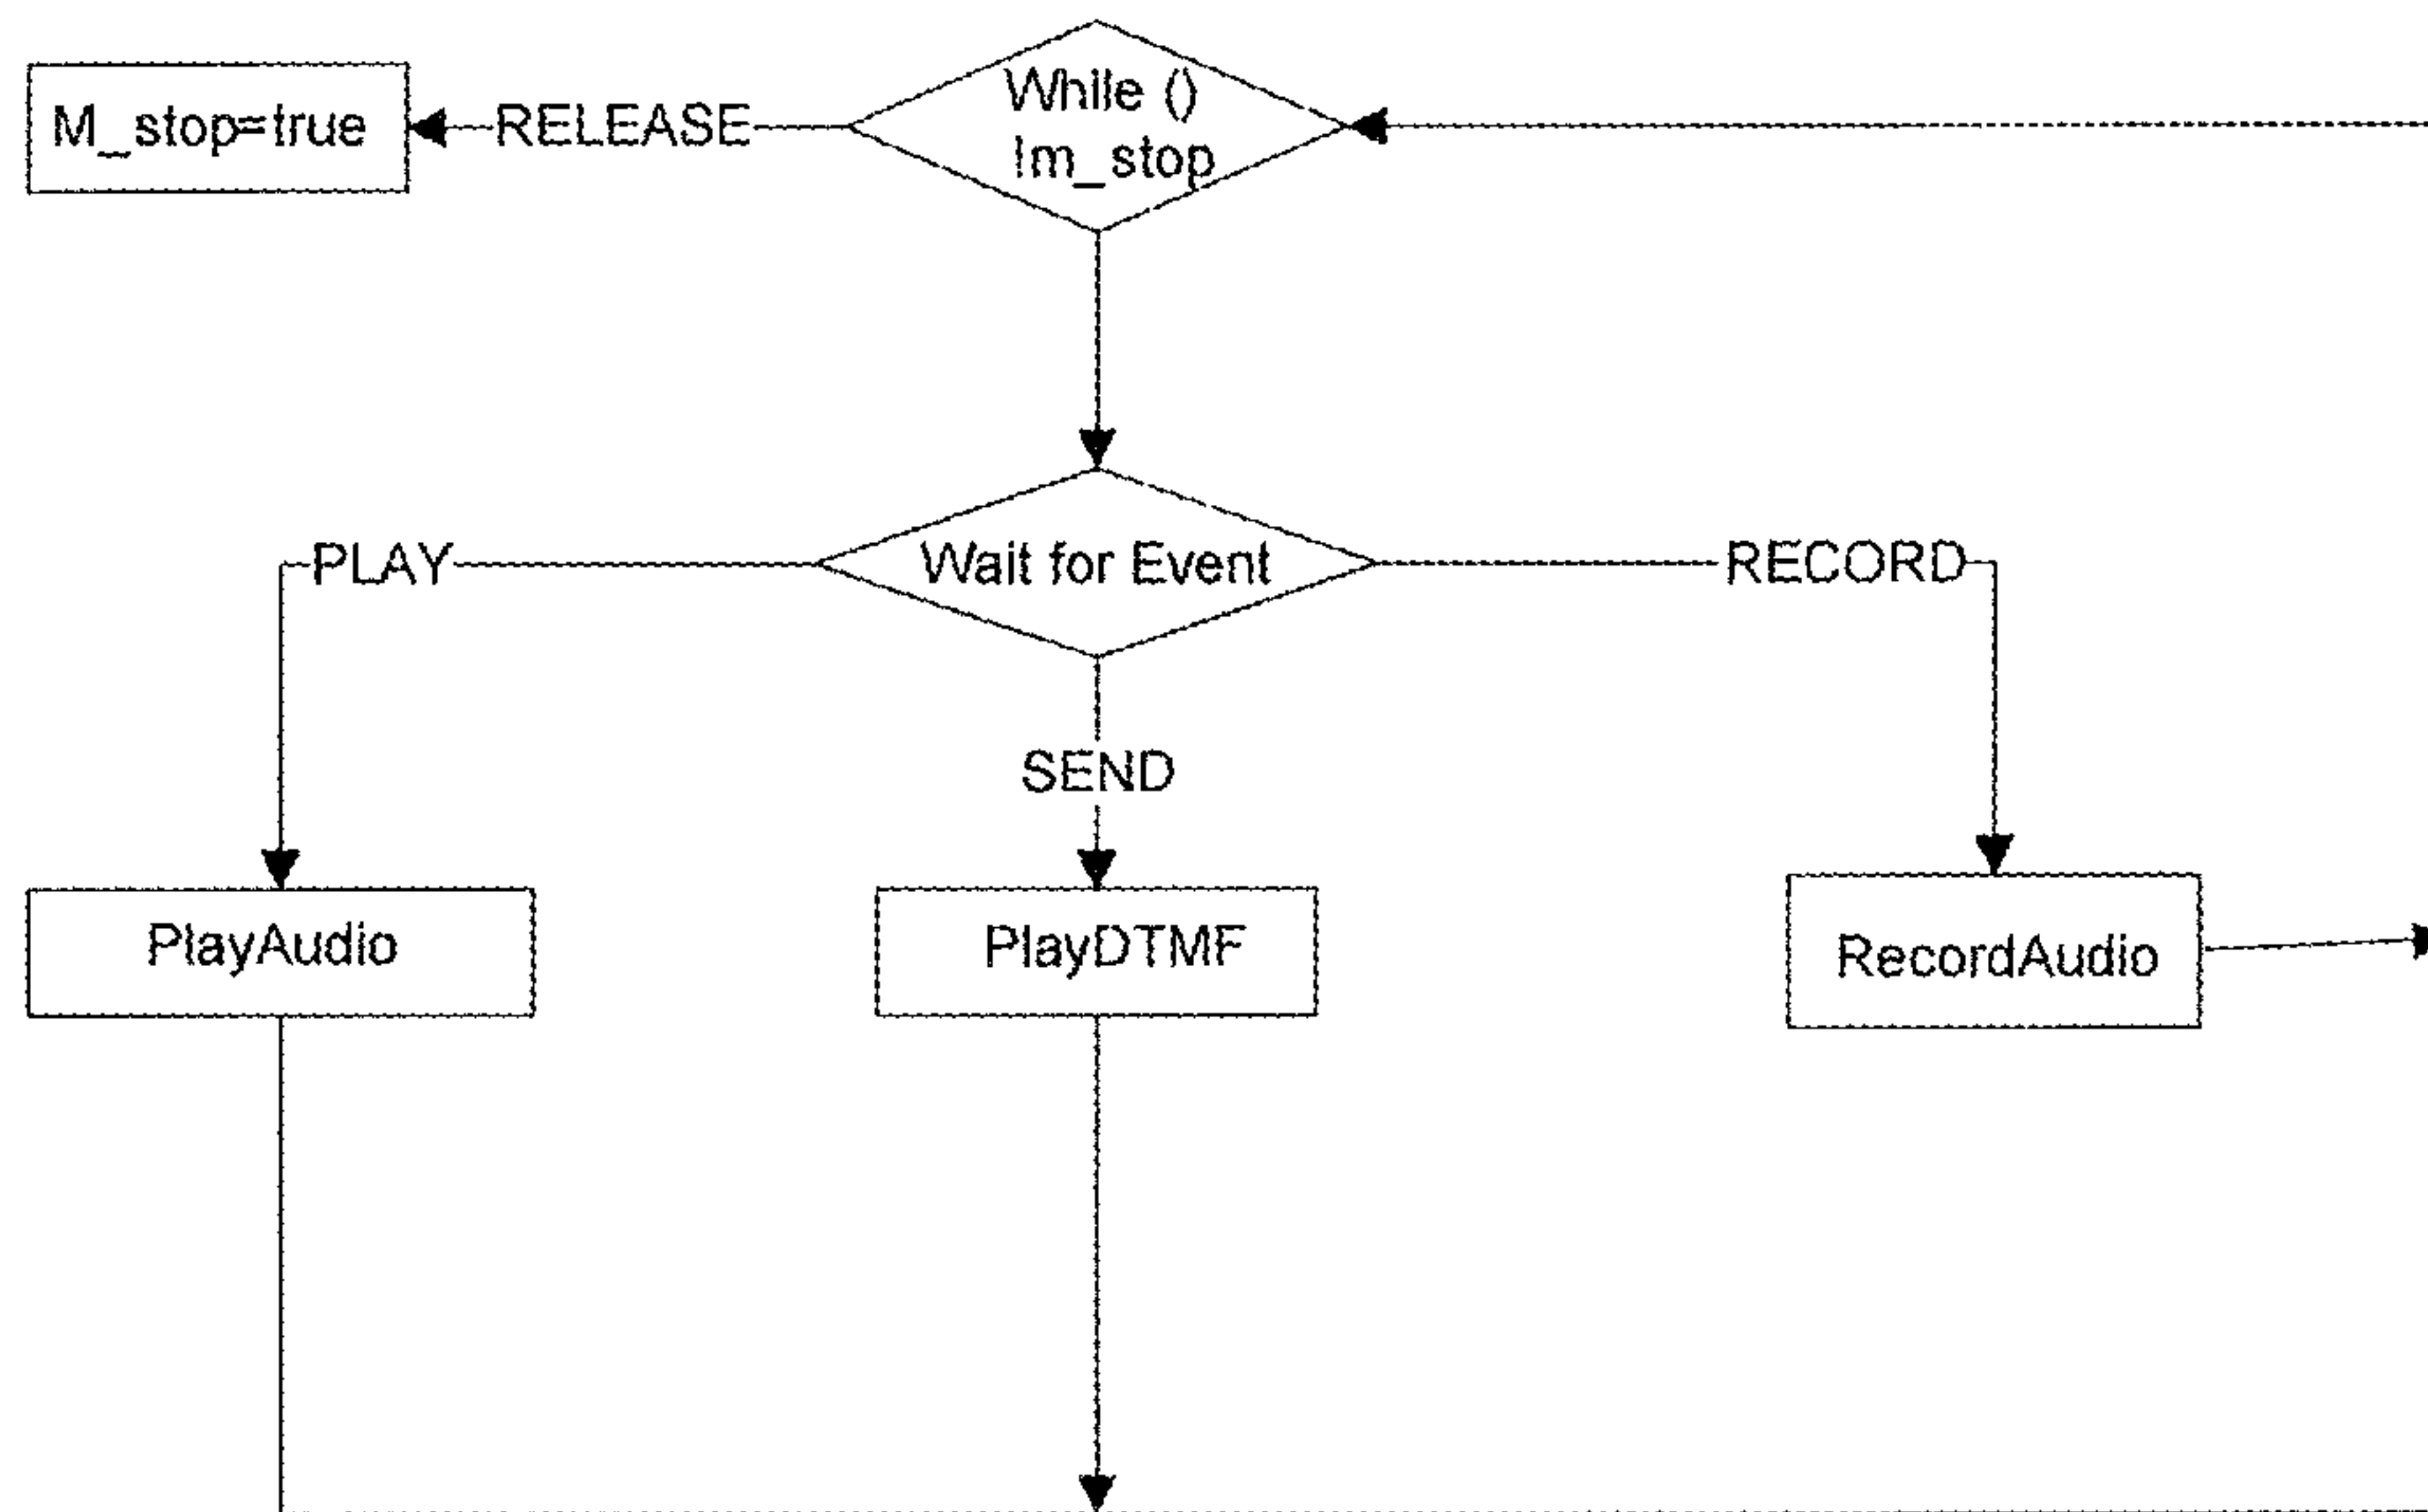 While ()
!m_stop
RELEASE
M_stop=true
Wait for Event
PLAY
RECORD
SEND
PlayAudio
PlayDTMF
RecordAudio